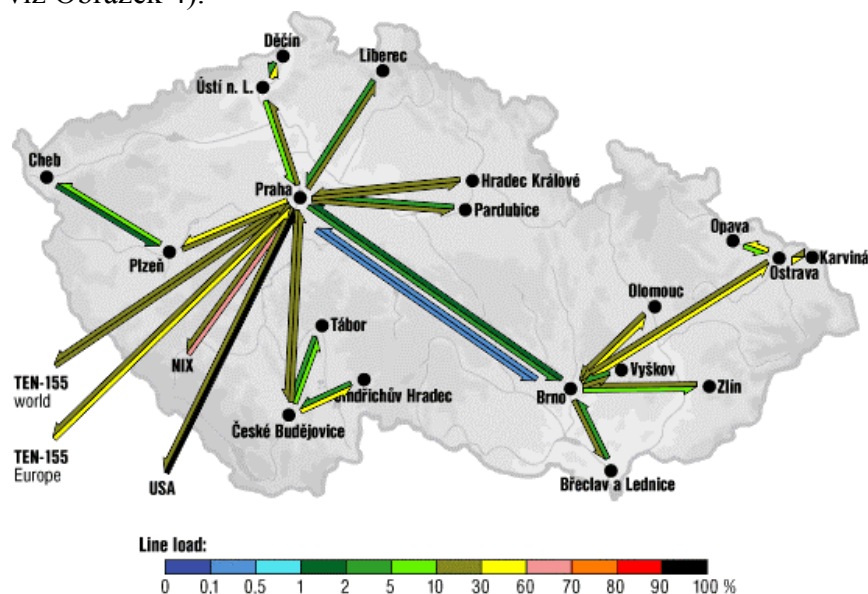 viz Obrázek 4).
Děčín
Liberec
Ústí n. L.
Cheb
Praha
Hradec Králové
Pardubice
Opava
Karviná
Ostrava
Plzeň
Olomouc
Tábor
NIX
Vyškov
TEN-155
world
Jindřichův Hradec
Brno
Zlín
České Budějovice
TEN-155
Europe
USA
Břeclav a Lednice
Line load:
0 0,1 0,5 1 2 5 10 30 60 70 80 90 100 %